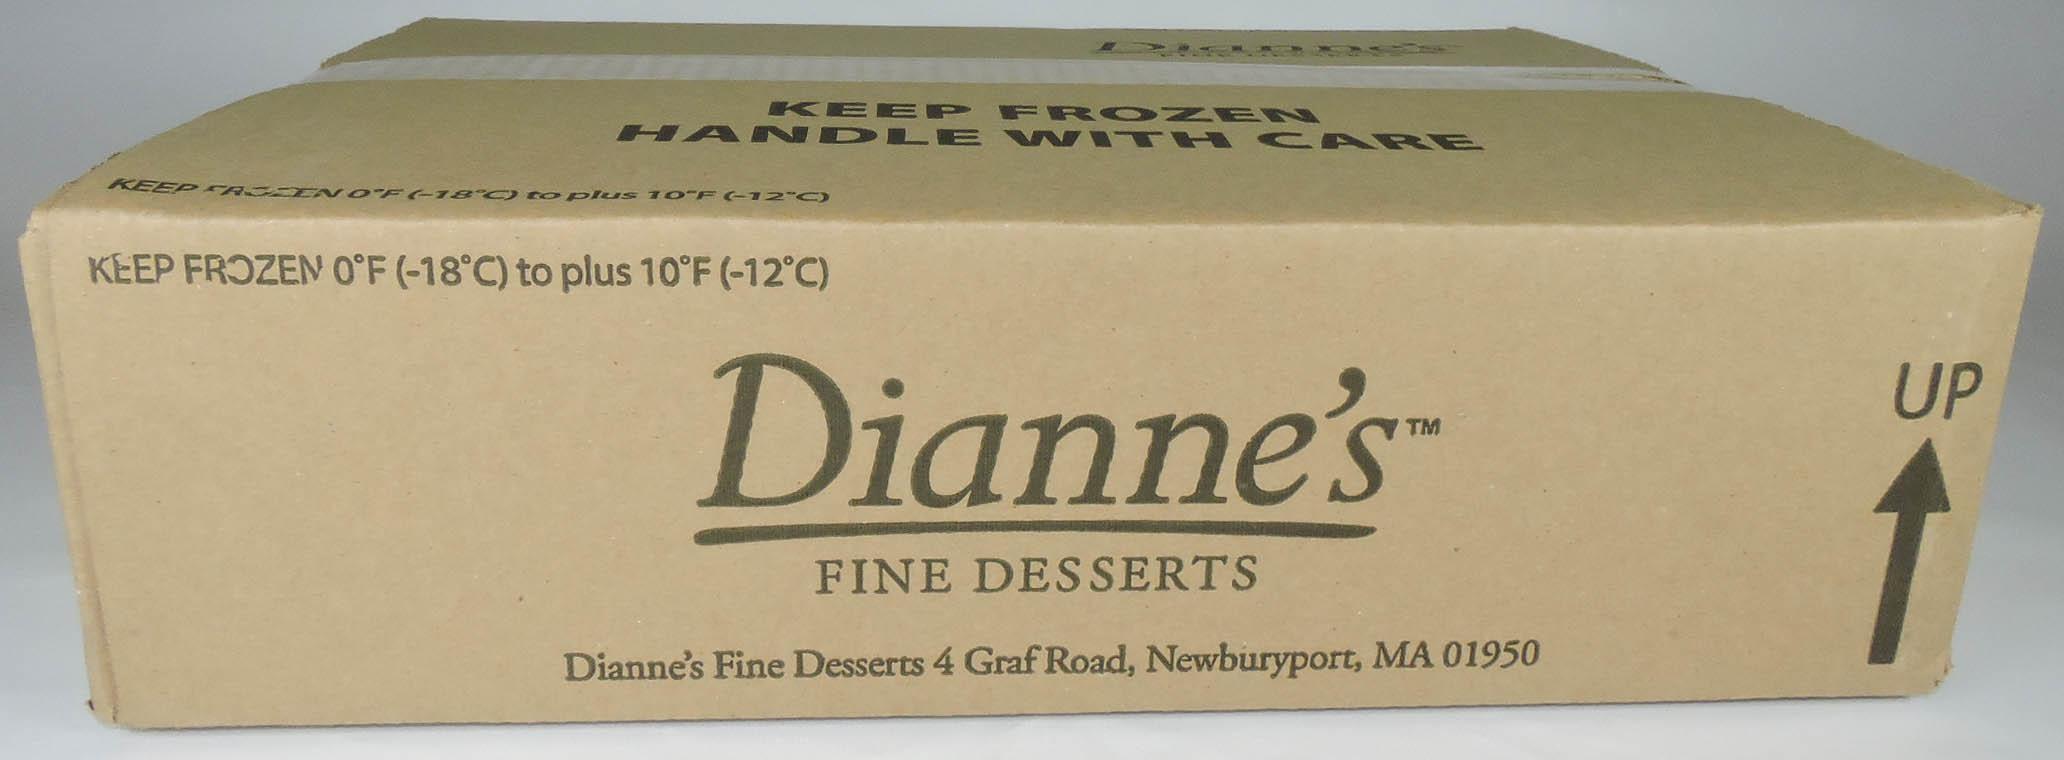 Dianne's
FINE DESSERTS
KEEP FROZEN
HANDLE WITH CARE
KEEP FROZEN 0°F (-18°C) to plus 10°F (-12°C)
KEEP FROZEN 0°F (-18°C) to plus 10°F (-12°C)
Dianne's™
FINE DESSERTS
UP
Dianne's Fine Desserts 4 Graf Road, Newburyport, MA 01950